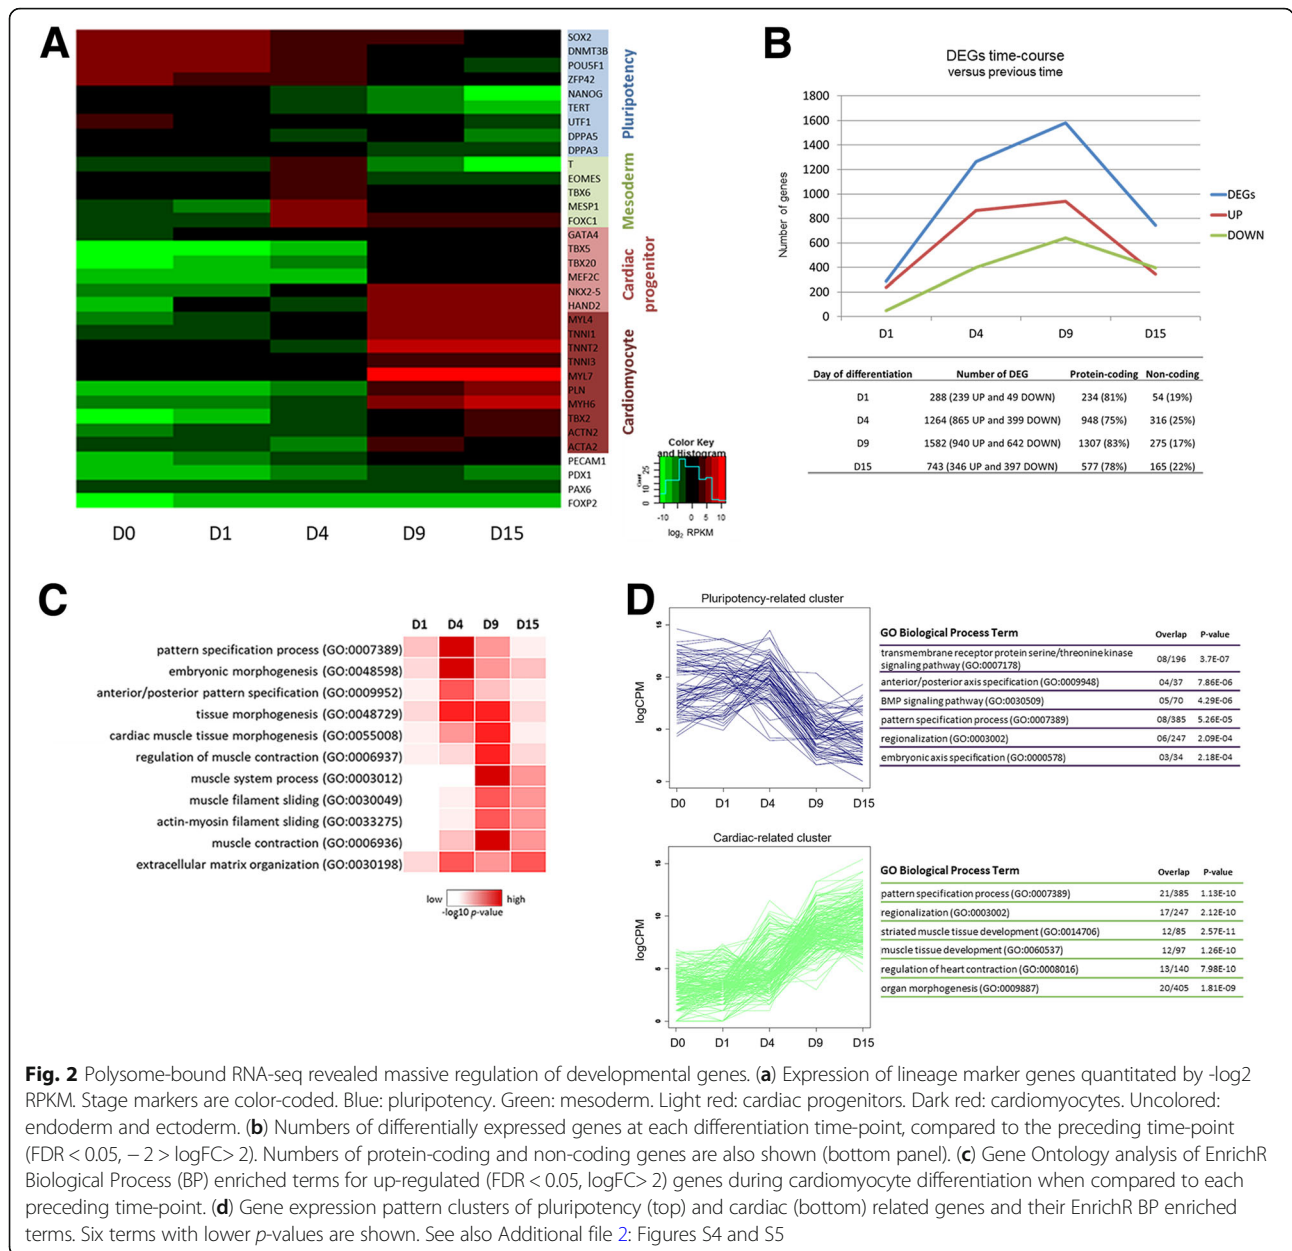 A
SOX2
DNMT3B
POU5F1
ZFP42
NANOG
TERT
UTF1
DPPA5
DPPA3
T
EOMES
TBX6
MESP1
FOXC1
GATA4
TBX5
TBX20
MEF2C
NKX2-5
HAND2
MYL4
TNNI1
TNNT2
TNNI3
MYL7
PLN
MYH6
TBX2
ACTN2
ACTA2
PECAM1
PDX1
PAX6
FOXP2
Pluripotency
Mesoderm
Cardiac
progenitor
Cardiomyocyte
D0 D1 D4 D9 D15
Color Key
and Histogram
Count
0 10 25
-10 0 5 10
log2 RPKM
B
DEGs time-course
versus previous time
Number of genes
1800
1600
1400
1200
1000
800
600
400
200
0
D1 D4 D9 D15
DEGs
UP
DOWN
Day of differentiation Number of DEG Protein-coding Non-coding
D1 288 (239 UP and 49 DOWN) 234 (81%) 54 (19%)
D4 1264 (865 UP and 399 DOWN) 948 (75%) 316 (25%)
D9 1582 (940 UP and 642 DOWN) 1307 (83%) 275 (17%)
D15 743 (346 UP and 397 DOWN) 577 (78%) 165 (22%)
C
D1 D4 D9 D15
pattern specification process (GO:0007389)
embryonic morphogenesis (GO:0048598)
anterior/posterior pattern specification (GO:0009952)
tissue morphogenesis (GO:0048729)
cardiac muscle tissue morphogenesis (GO:0055008)
regulation of muscle contraction (GO:0006937)
muscle system process (GO:0003012)
muscle filament sliding (GO:0030049)
actin-myosin filament sliding (GO:0033275)
muscle contraction (GO:0006936)
extracellular matrix organization (GO:0030198)
low high
-log10 p-value
D
Pluripotency-related cluster
logCPM
15
10
5
0
D0 D1 D4 D9 D15
GO Biological Process Term Overlap P-value
transmembrane receptor protein serine/threonine kinase
signaling pathway (GO:0007178) 08/196 3.7E-07
anterior/posterior axis specification (GO:0009948) 04/37 7.86E-06
BMP signaling pathway (GO:0030509) 05/70 4.29E-06
pattern specification process (GO:0007389) 08/385 5.26E-05
regionalization (GO:0003002) 06/247 2.09E-04
embryonic axis specification (GO:0000578) 03/34 2.18E-04
Cardiac-related cluster
logCPM
15
10
5
0
D0 D1 D4 D9 D15
GO Biological Process Term Overlap P-value
pattern specification process (GO:0007389) 21/385 1.13E-10
regionalization (GO:0003002) 17/247 2.12E-10
striated muscle tissue development (GO:0014706) 12/85 2.57E-11
muscle tissue development (GO:0060537) 12/97 1.26E-10
regulation of heart contraction (GO:0008016) 13/140 7.98E-10
organ morphogenesis (GO:0009887) 20/405 1.81E-09
Fig. 2 Polysome-bound RNA-seq revealed massive regulation of developmental genes. (a) Expression of lineage marker genes quantitated by -log2
RPKM. Stage markers are color-coded. Blue: pluripotency. Green: mesoderm. Light red: cardiac progenitors. Dark red: cardiomyocytes. Uncolored:
endoderm and ectoderm. (b) Numbers of differentially expressed genes at each differentiation time-point, compared to the preceding time-point
(FDR < 0.05, − 2 > logFC> 2). Numbers of protein-coding and non-coding genes are also shown (bottom panel). (c) Gene Ontology analysis of EnrichR
Biological Process (BP) enriched terms for up-regulated (FDR < 0.05, logFC> 2) genes during cardiomyocyte differentiation when compared to each
preceding time-point. (d) Gene expression pattern clusters of pluripotency (top) and cardiac (bottom) related genes and their EnrichR BP enriched
terms. Six terms with lower p-values are shown. See also Additional file 2: Figures S4 and S5